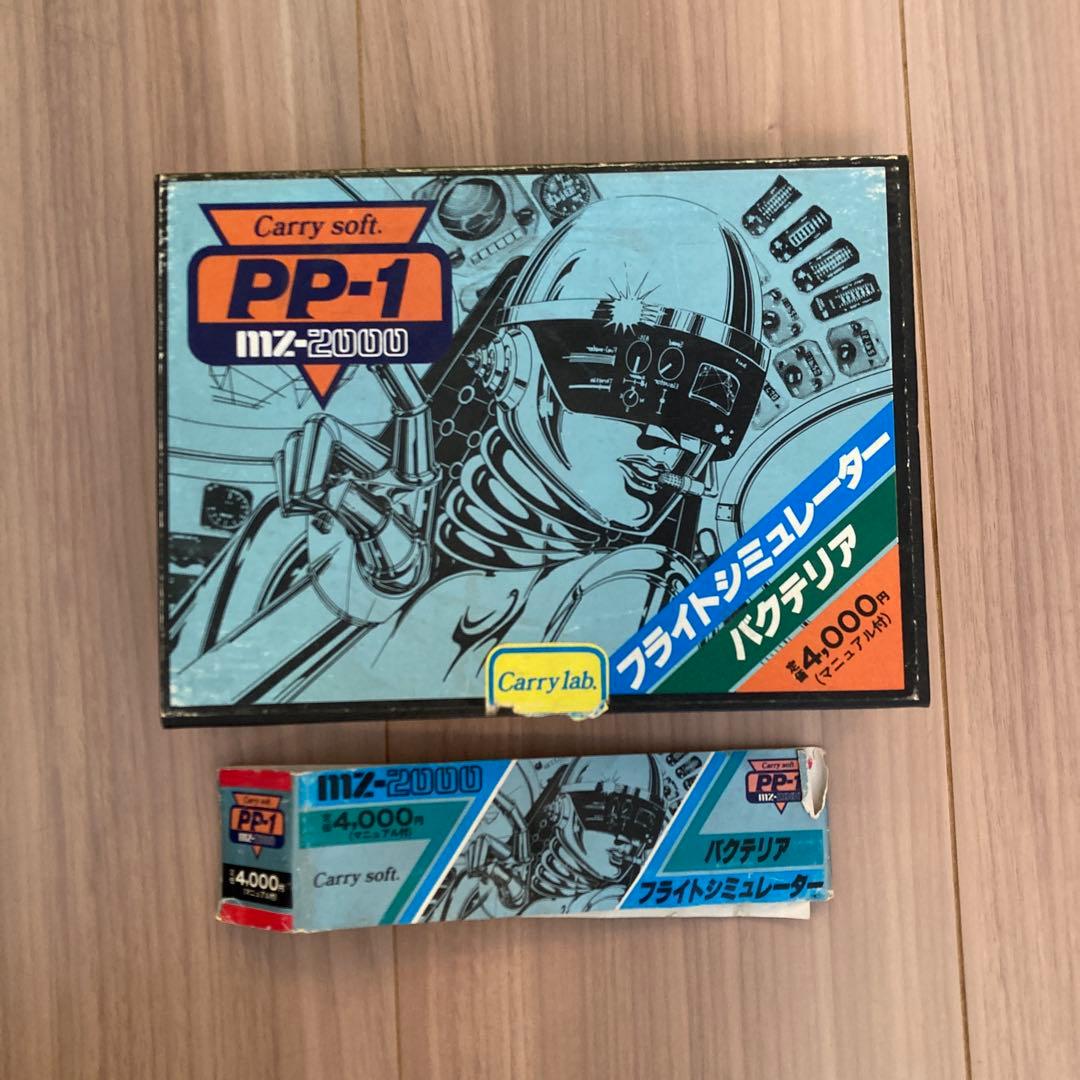 Carry soft.
PP-1
mz-2000
フライトシミュレーター
バクテリア
定価4,000円
(マニュアル付)
Carry lab.
mz-2000
定価4,000円
(マニュアル付)
Carry soft.
Carry soft
PP-1
mz-2000
定価4,000円
(マニュアル付)
Carry soft.
PP-1
mz-2000
バクテリア
フライトシミュレーター